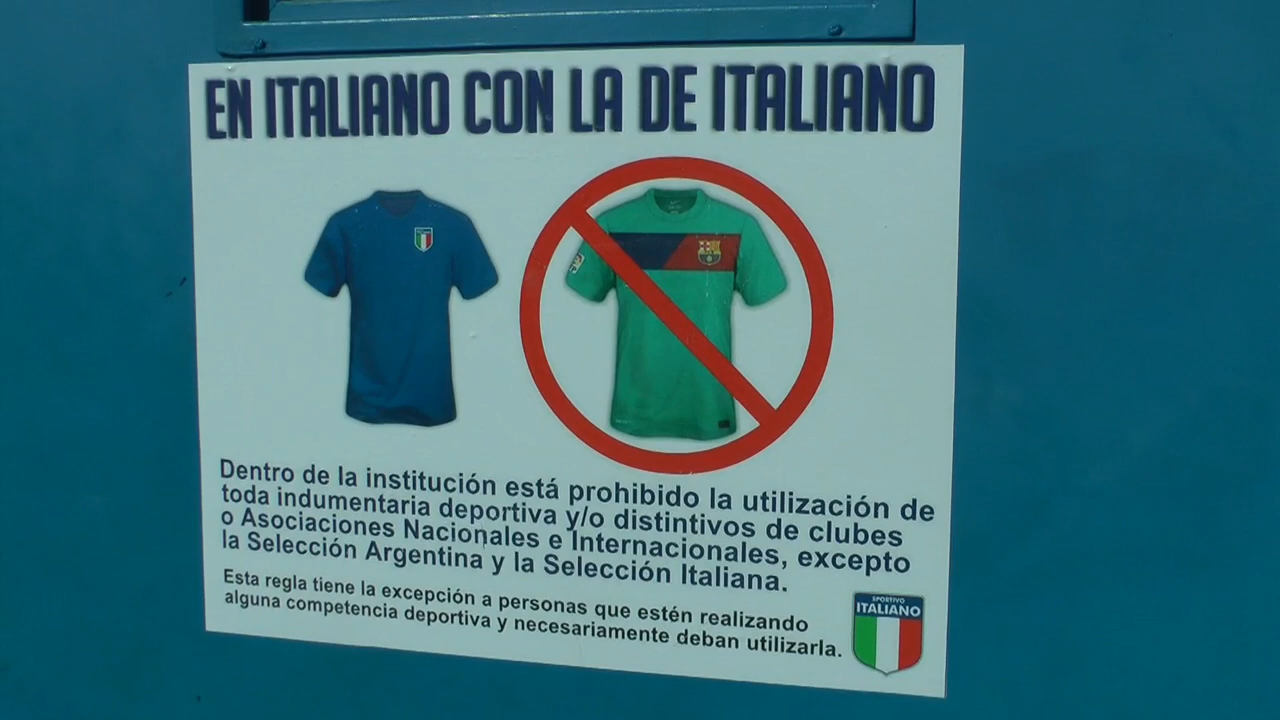 EN ITALIANO CON LA DE ITALIANO
Dentro de la institución está prohibido la utilización de
toda indumentaria deportiva y/o distintivos de clubes
o Asociaciones Nacionales e Internacionales, excepto
la Selección Argentina y la Selección Italiana.
Esta regla tiene la excepción a personas que estén realizando
alguna competencia deportiva y necesariamente deban utilizarla.
SPORTIVO
ITALIANO